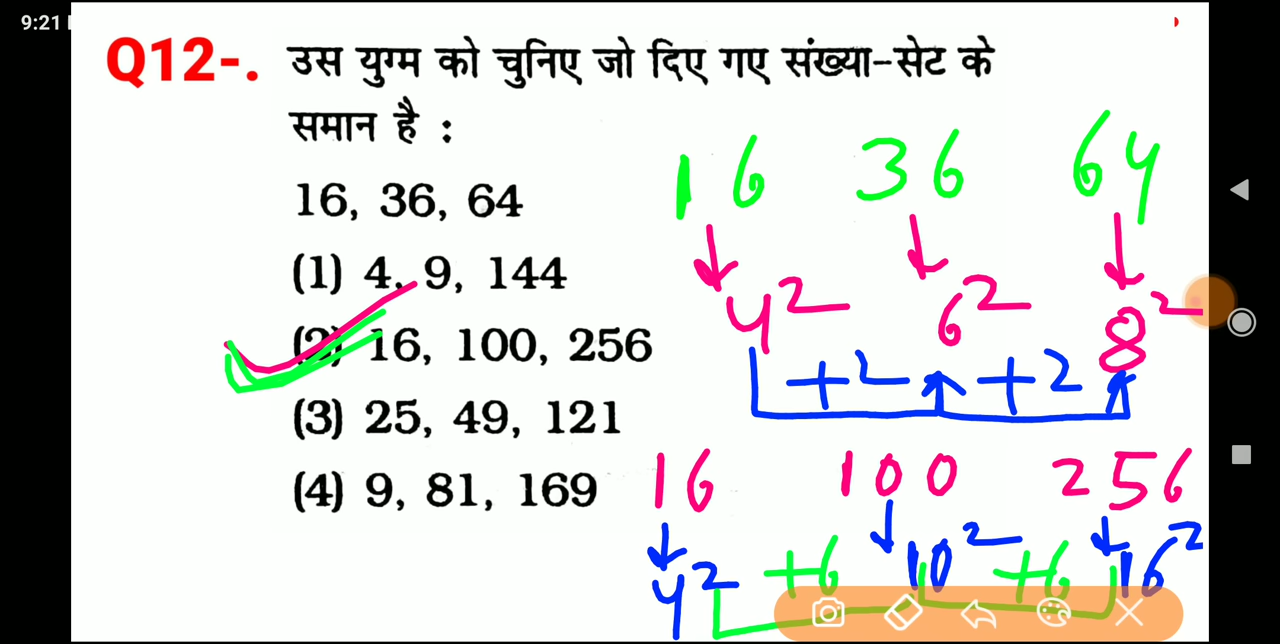 9:21
Q12-. उस युग्म को चुनिए जो दिए गए संख्या-सेट के
समान है :
16, 36, 64
(1) 4, 9, 144
(2) 16, 100, 256
(3) 25, 49, 121
(4) 9, 81, 169
16 36 64
4² 6² 8²
+2 +2
16 100 256
4² +6 10² +6 16²